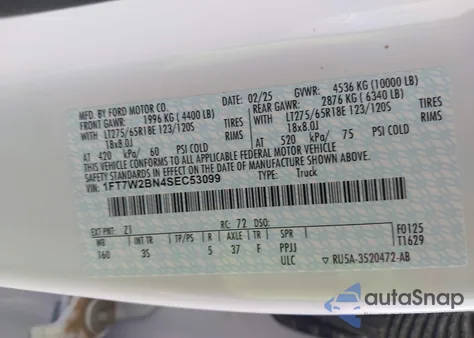 MFD. BY FORD MOTOR CO.
02/25 GVWR: 4536 KG (10000 LB)
FRONT GAWR: 1996 KG (4400 LB)
REAR GAWR: 2876 KG (6340 LB)
WITH LT275/65R18E 123/120S TIRES
WITH LT275/65R18E 123/120S TIRES
18x8.0J RIMS
18x8.0J RIMS
AT 420 kPa/ 60 PSI COLD
AT 520 kPa/ 75 PSI COLD
THIS VEHICLE CONFORMS TO ALL APPLICABLE FEDERAL MOTOR VEHICLE
SAFETY STANDARDS IN EFFECT ON THE DATE OF MANUFACTURE SHOWN ABOVE.
VIN: 1FT7W2BN4SEC53099 TYPE: Truck
EXT PNT: Z1 RC: 72 DSO: F0125
WB INT TR TP/PS R AXLE TR SPR T1629
160 3S 5 37 F PPJJ
ULC ▽ RU5A-3520472-AB
autoSnap